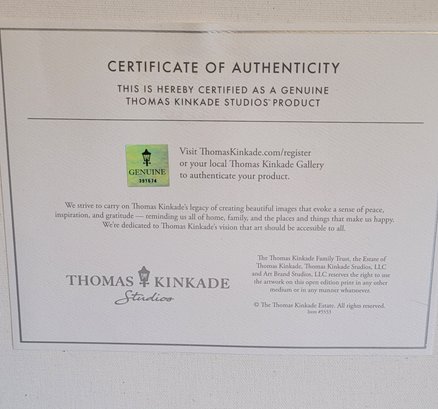 CERTIFICATE OF AUTHENTICITY
THIS IS HEREBY CERTIFIED AS A GENUINE
THOMAS KINKADE STUDIOS PRODUCT
GENUINE
391674
Visit ThomasKinkade.com/register
or your local Thomas Kinkade Gallery
to authenticate your product.
We strive to carry on Thomas Kinkade's legacy of creating beautiful images that evoke a sense of peace,
inspiration, and gratitude — reminding us all of home, family, and the places and things that make us happy.
We're dedicated to Thomas Kinkade's vision that art should be accessible to all.
THOMAS KINKADE
Studios
The Thomas Kinkade Family Trust, the Estate of
Thomas Kinkade, Thomas Kinkade Studios, LLC
and Art Brand Studios, LLC reserves the right to use
the artwork on this open edition print in any other
medium or in any manner whatsoever.
© The Thomas Kinkade Estate. All rights reserved.
Item #5553